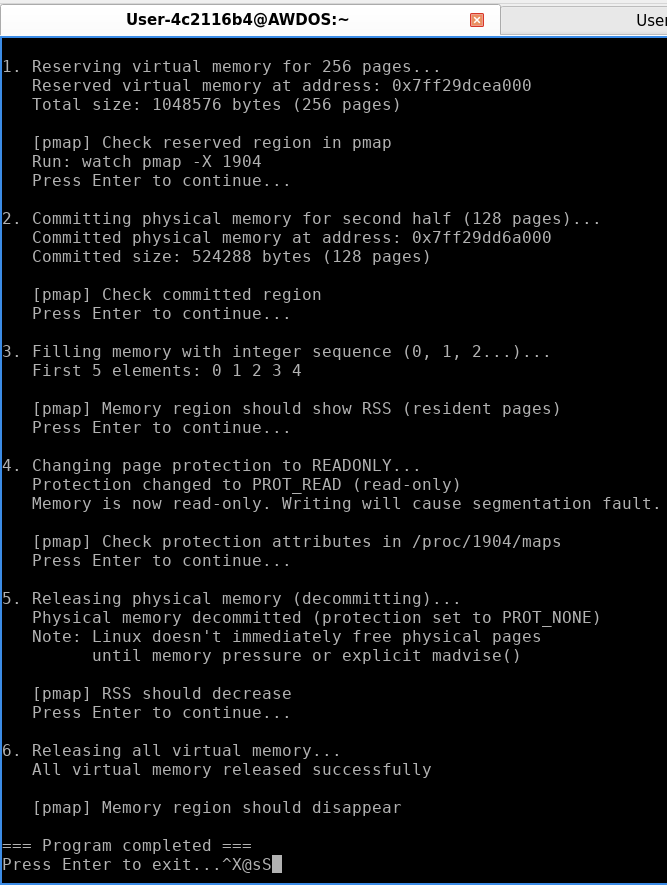 User-4c2116b4@AWDOS:~
User
1. Reserving virtual memory for 256 pages...
Reserved virtual memory at address: 0x7ff29dcea000
Total size: 1048576 bytes (256 pages)
[pmap] Check reserved region in pmap
Run: watch pmap -X 1904
Press Enter to continue...
2. Committing physical memory for second half (128 pages)...
Committed physical memory at address: 0x7ff29dd6a000
Committed size: 524288 bytes (128 pages)
[pmap] Check committed region
Press Enter to continue...
3. Filling memory with integer sequence (0, 1, 2...)...
First 5 elements: 0 1 2 3 4
[pmap] Memory region should show RSS (resident pages)
Press Enter to continue...
4. Changing page protection to READONLY...
Protection changed to PROT_READ (read-only)
Memory is now read-only. Writing will cause segmentation fault.
[pmap] Check protection attributes in /proc/1904/maps
Press Enter to continue...
5. Releasing physical memory (decommitting)...
Physical memory decommitted (protection set to PROT_NONE)
Note: Linux doesn't immediately free physical pages
until memory pressure or explicit madvise()
[pmap] RSS should decrease
Press Enter to continue...
6. Releasing all virtual memory...
All virtual memory released successfully
[pmap] Memory region should disappear
=== Program completed ===
Press Enter to exit...^X@sS